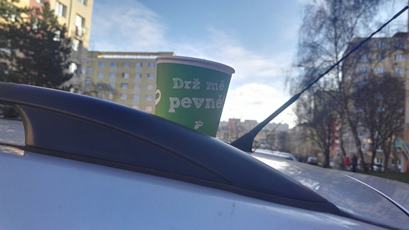 Drž mě
pevně